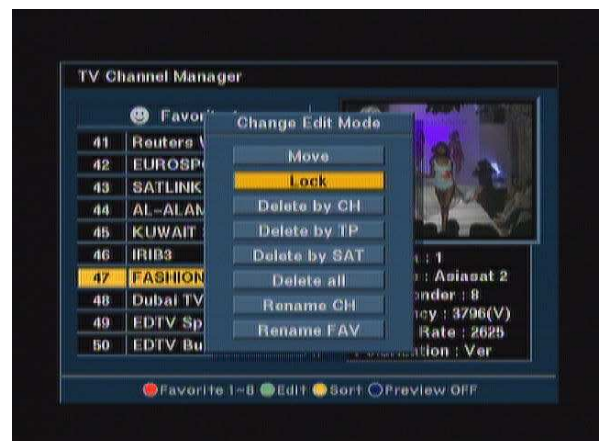 TV Channel Manager
Favorit
Change Edit Mode
Move
Lock
Delete by CH
Delete by TP
Delete by SAT
Delete all
Rename CH
Rename FAV
41 Reuters
42 EUROSP
43 SATLINK
44 AL-ALAM
45 KUWAIT
46 IRIB3
47 FASHION
48 Dubai TV
49 EDTV Sp
50 EDTV Bu
: 1
: Asiasat 2
onder : 8
ncy : 3796(V)
Rate : 2625
ation : Ver
Favorite 1~8 Edit Sort Preview OFF